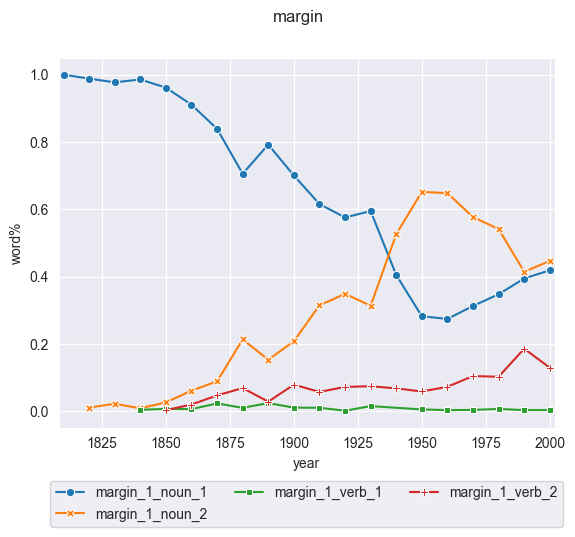 margin
1.0
0.8
0.6
0.4
0.2
0.0
word%
1825 1850 1875 1900 1925 1950 1975 2000
year
margin_1_noun_1 margin_1_verb_1 margin_1_verb_2
margin_1_noun_2